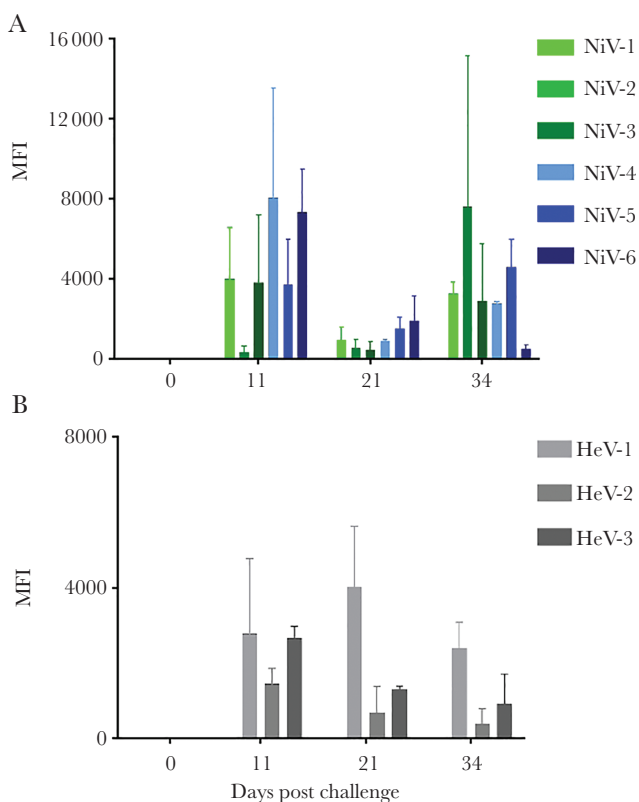 A
16 000
12 000
8000
4000
0
MFI
0 11 21 34
NiV-1
NiV-2
NiV-3
NiV-4
NiV-5
NiV-6
B
8000
4000
0
MFI
0 11 21 34
Days post challenge
HeV-1
HeV-2
HeV-3